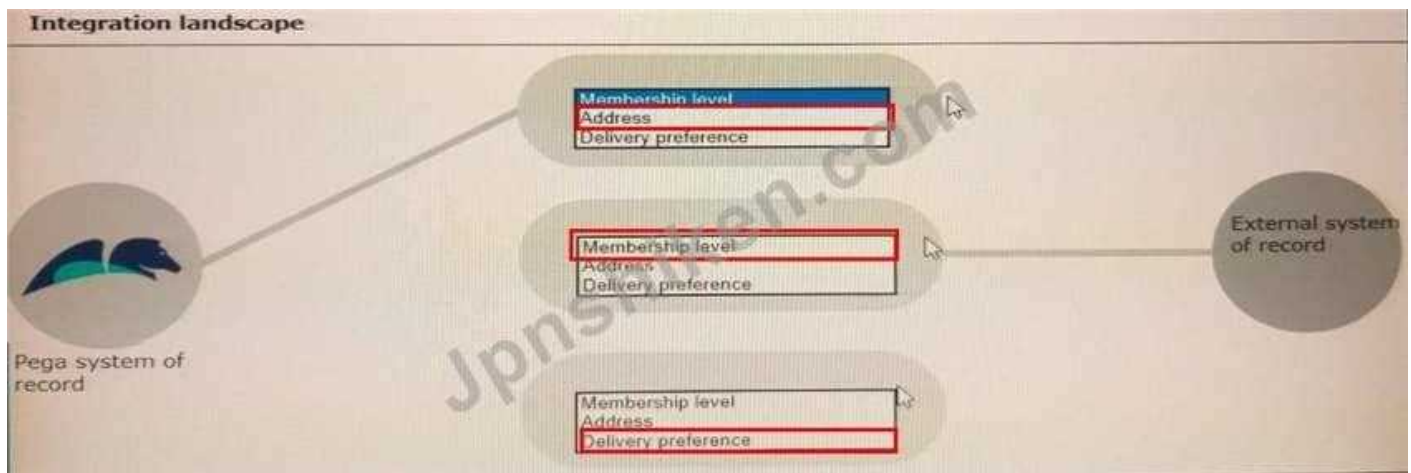 Integration landscape
Membership level
Address
Delivery preference
Membership level
Address
Delivery preference
External system
of record
Pega system of
record
Membership level
Address
Delivery preference
Jpnshiken.com